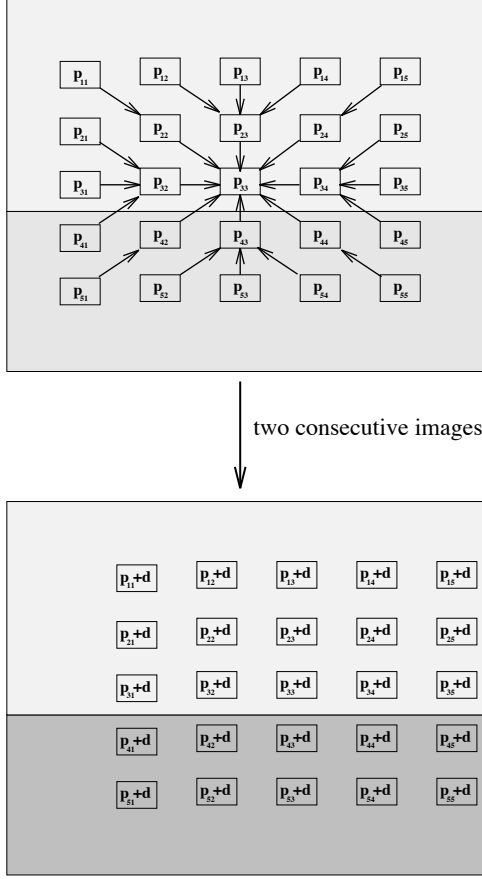 p11 p12 p13 p14 p15
p21 p22 p23 p24 p25
p31 p32 p33 p34 p35
p41 p42 p43 p44 p45
p51 p52 p53 p54 p55
two consecutive images
p11+d p12+d p13+d p14+d p15+d
p21+d p22+d p23+d p24+d p25+d
p31+d p32+d p33+d p34+d p35+d
p41+d p42+d p43+d p44+d p45+d
p51+d p52+d p53+d p54+d p55+d